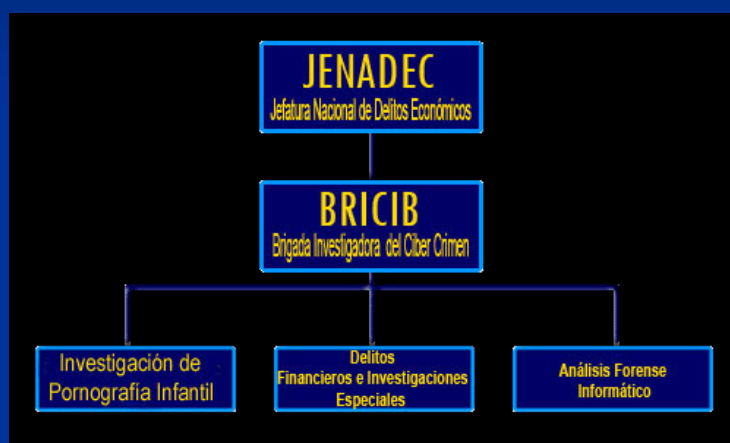 JENADEC
Jefatura Nacional de Delitos Económicos
BRICIB
Brigada Investigadora del Ciber Crimen
Investigación de
Pornografía Infantil
Delitos
Financieros e Investigaciones
Especiales
Análisis Forense
Informático